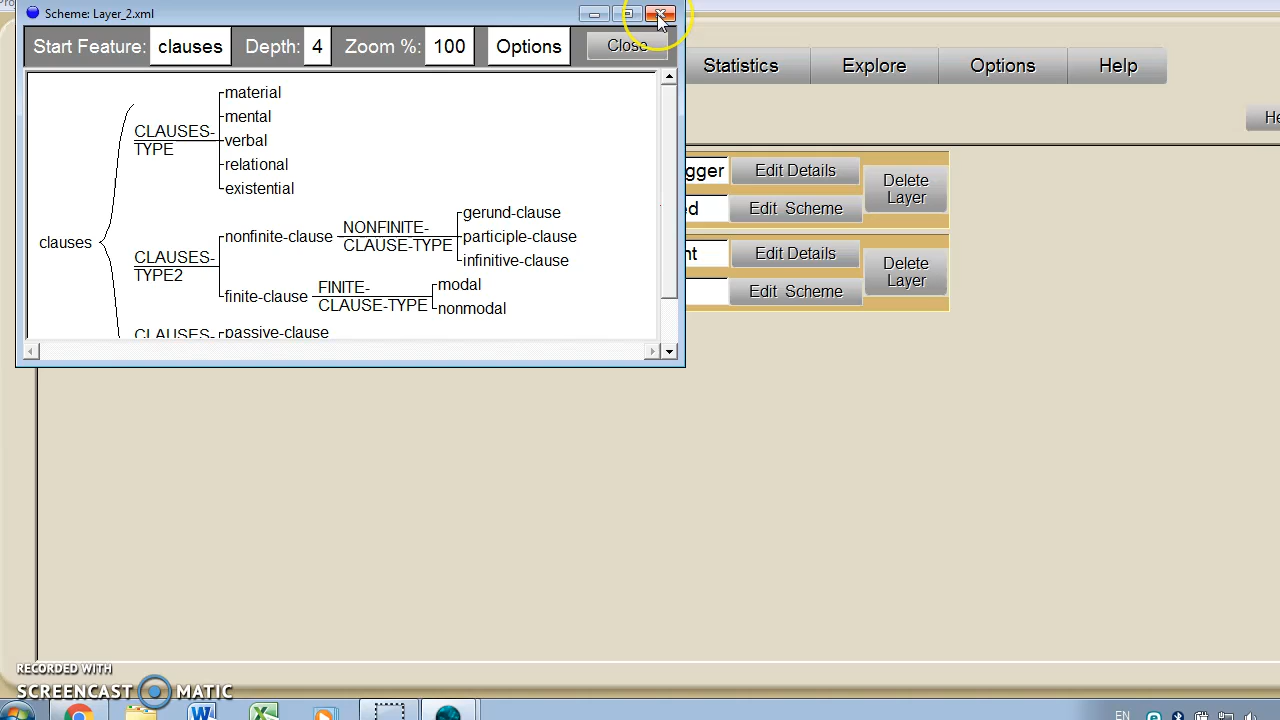 Scheme: Layer_2.xml
Start Feature: clauses Depth: 4 Zoom %: 100 Options Close
Statistics Explore Options Help
material
CLAUSES-
TYPE
mental
verbal
relational
existential
clauses
CLAUSES-
TYPE2
nonfinite-clause
NONFINITE-
CLAUSE-TYPE
gerund-clause
participle-clause
infinitive-clause
finite-clause
FINITE-
CLAUSE-TYPE
modal
nonmodal
CLAUSES-
passive-clause
Edit Details
Edit Scheme
Delete
Layer
Edit Details
Edit Scheme
Delete
Layer
RECORDED WITH
SCREENCAST MATIC
EN